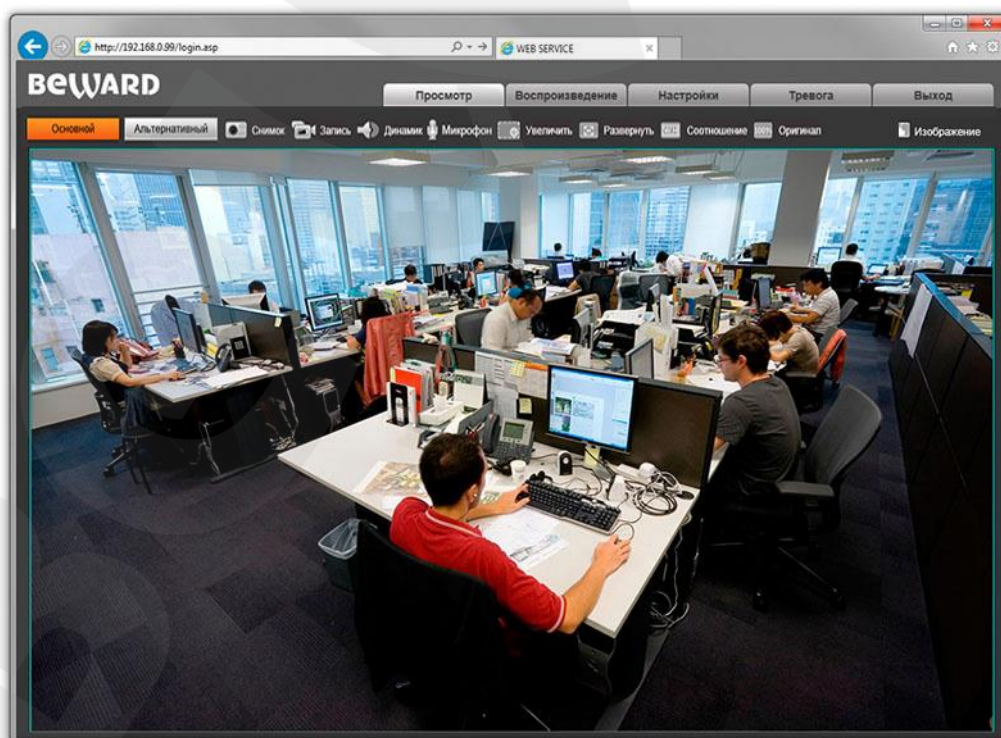 http://192.168.0.99/login.asp
WEB SERVICE
BEWARD
Просмотр Воспроизведение Настройки Тревога Выход
Основной Альтернативный Снимок Запись Динамик Микрофон Увеличить Развернуть Соотношение 100% Оригинал Изображение